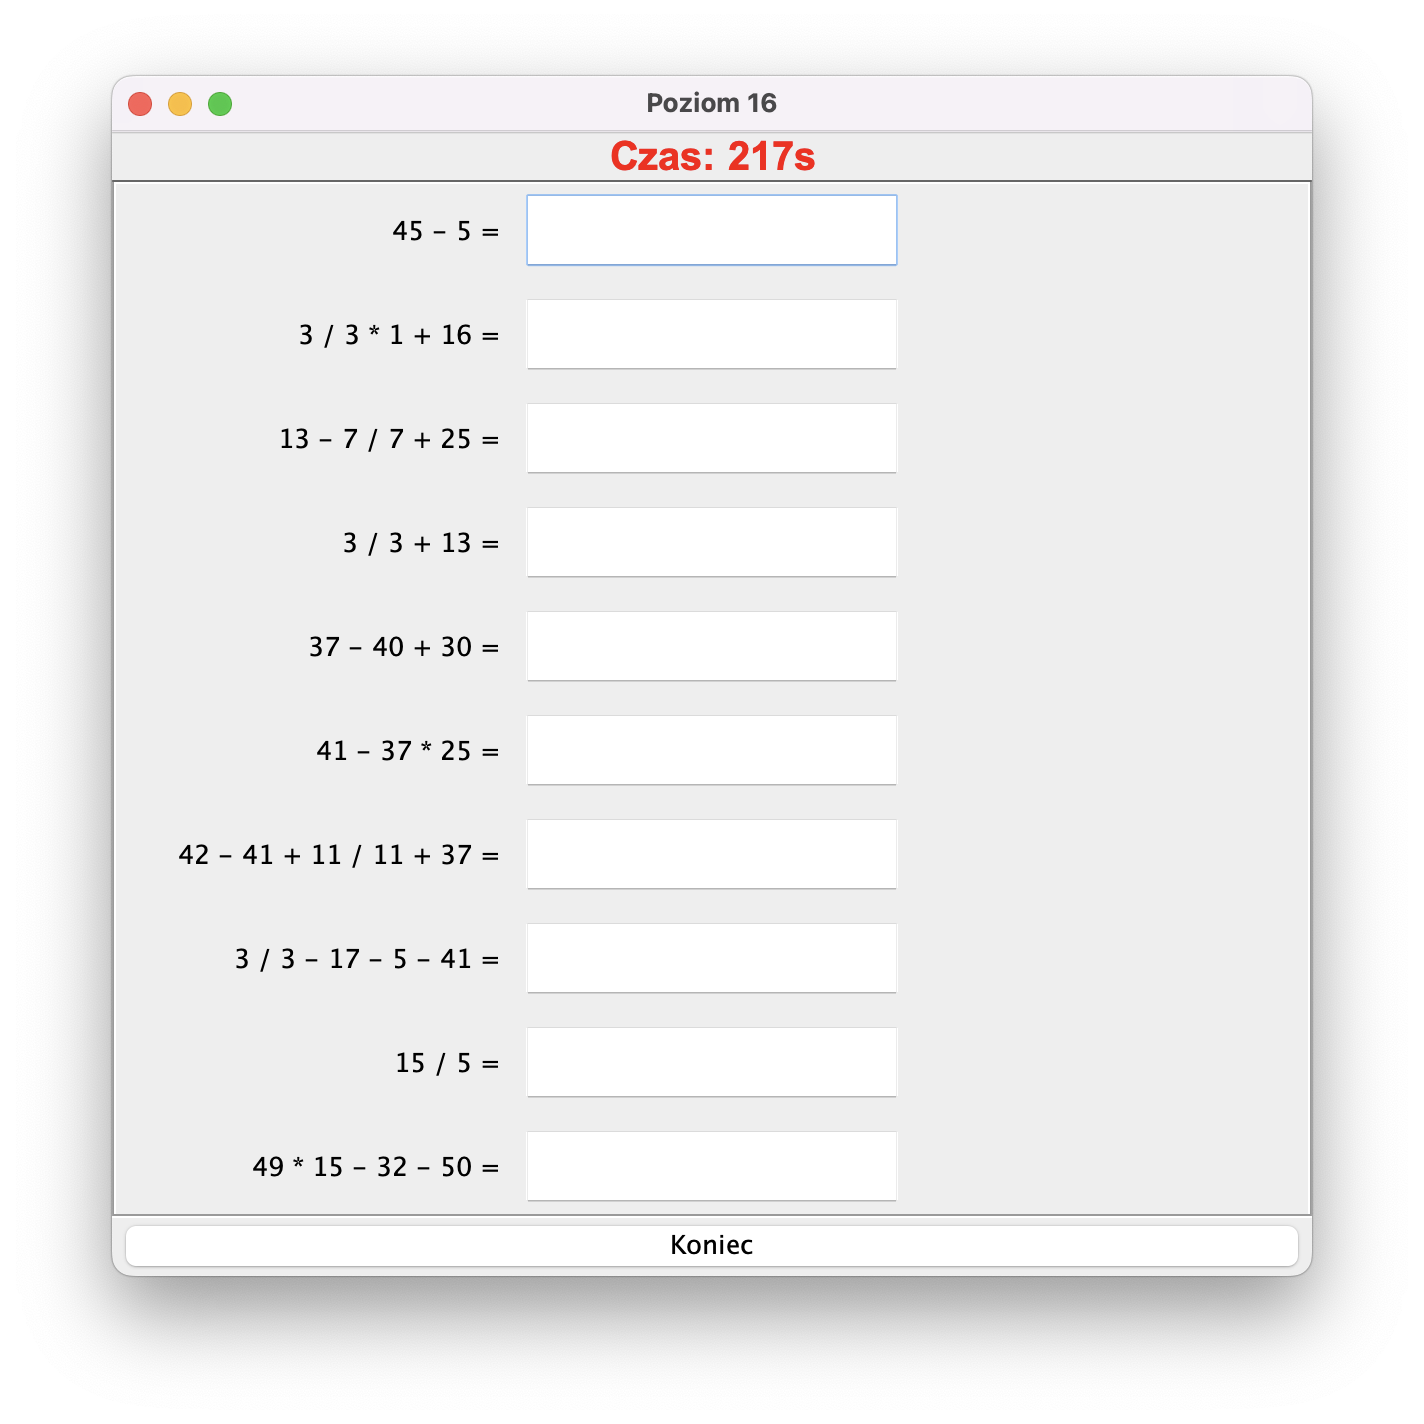 Poziom 16
Czas: 217s
45 – 5 =
3 / 3 * 1 + 16 =
13 – 7 / 7 + 25 =
3 / 3 + 13 =
37 – 40 + 30 =
41 – 37 * 25 =
42 – 41 + 11 / 11 + 37 =
3 / 3 – 17 – 5 – 41 =
15 / 5 =
49 * 15 – 32 – 50 =
Koniec